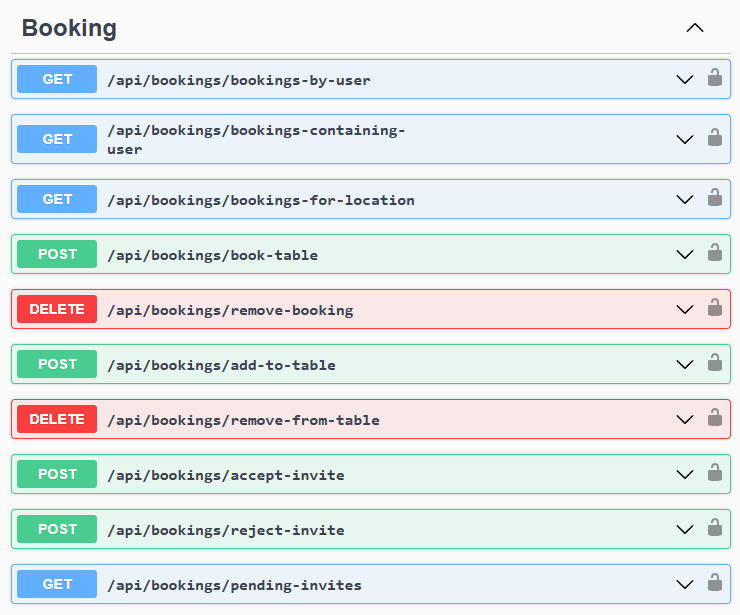 Booking
GET /api/bookings/bookings-by-user
GET /api/bookings/bookings-containing-
user
GET /api/bookings/bookings-for-location
POST /api/bookings/book-table
DELETE /api/bookings/remove-booking
POST /api/bookings/add-to-table
DELETE /api/bookings/remove-from-table
POST /api/bookings/accept-invite
POST /api/bookings/reject-invite
GET /api/bookings/pending-invites